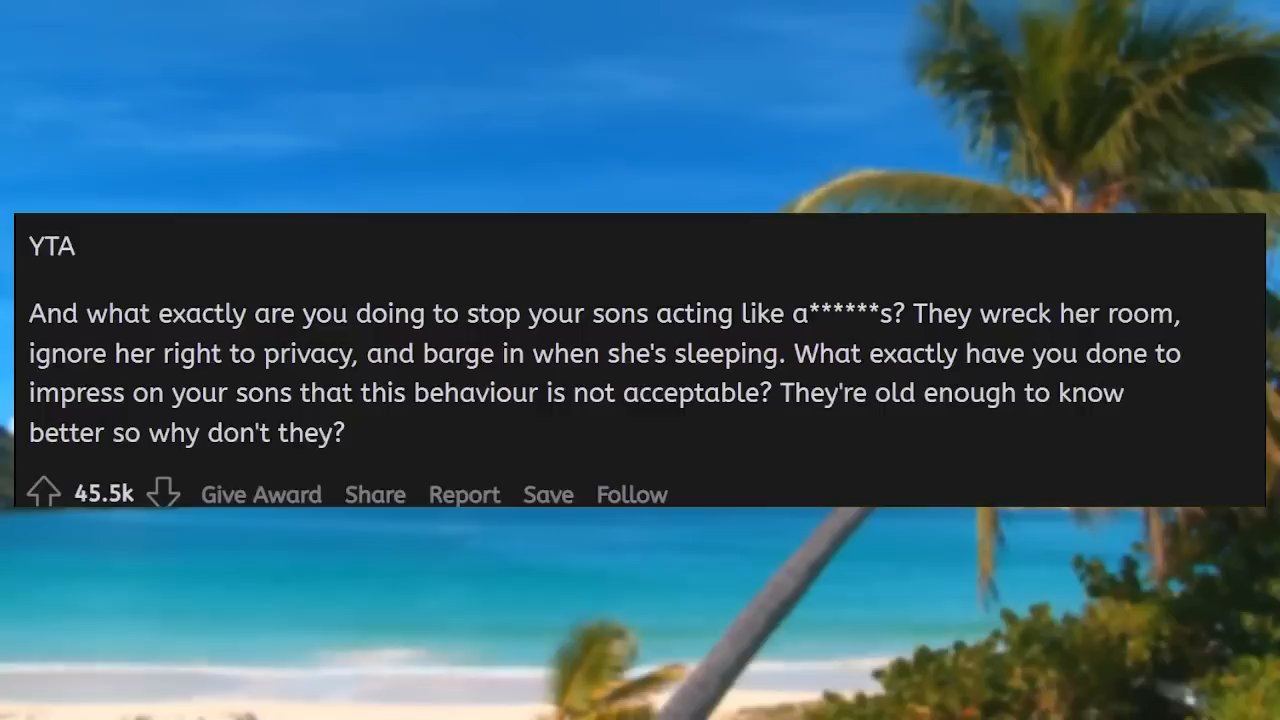 YTA
And what exactly are you doing to stop your sons acting like a******s? They wreck her room,
ignore her right to privacy, and barge in when she's sleeping. What exactly have you done to
impress on your sons that this behaviour is not acceptable? They're old enough to know
better so why don't they?
45.5k Give Award Share Report Save Follow